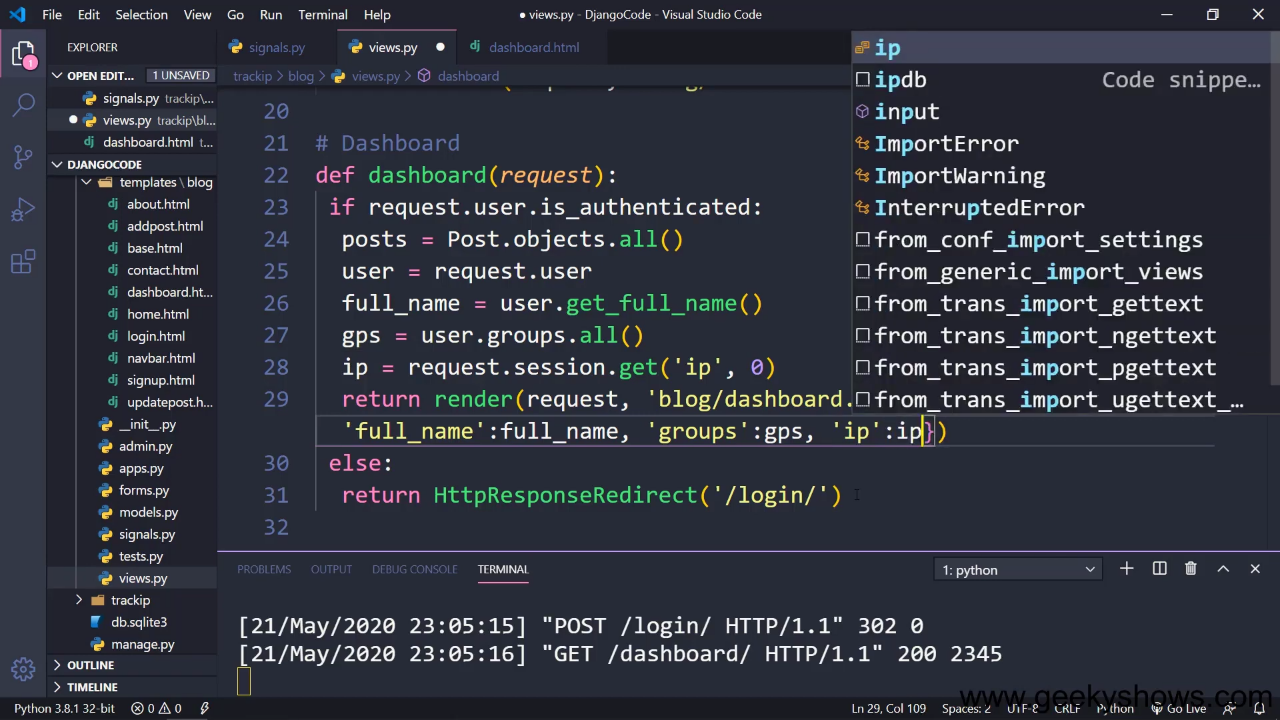 File Edit Selection View Go Run Terminal Help
● views.py - DjangoCode - Visual Studio Code
EXPLORER
signals.py views.py ● dashboard.html
OPEN EDIT... 1 UNSAVED
trackip > blog > views.py > dashboard
signals.py trackip\...
● views.py trackip\bl...
dashboard.html ...
DJANGOCODE
templates \ blog
about.html
addpost.html
base.html
contact.html
dashboard.ht...
home.html
login.html
navbar.html
signup.html
updatepost.h...
__init__.py
admin.py
apps.py
forms.py
models.py
signals.py
tests.py
views.py
trackip
db.sqlite3
manage.py
OUTLINE
TIMELINE
20
21 # Dashboard
22 def dashboard(request):
23 if request.user.is_authenticated:
24 posts = Post.objects.all()
25 user = request.user
26 full_name = user.get_full_name()
27 gps = user.groups.all()
28 ip = request.session.get('ip', 0)
29 return render(request, 'blog/dashboard.
'full_name':full_name, 'groups':gps, 'ip':ip})
30 else:
31 return HttpResponseRedirect('/login/')
32
ip
ipdb Code snippe...
input
ImportError
ImportWarning
InterruptedError
from_conf_import_settings
from_generic_import_views
from_trans_import_gettext
from_trans_import_ngettext
from_trans_import_pgettext
from_trans_import_ugettext_...
PROBLEMS OUTPUT DEBUG CONSOLE TERMINAL 1: python
[21/May/2020 23:05:15] "POST /login/ HTTP/1.1" 302 0
[21/May/2020 23:05:16] "GET /dashboard/ HTTP/1.1" 200 2345
www.geekyshows.com
Python 3.8.1 32-bit 0 0 Ln 29, Col 109 Spaces: 2 UTF-8 CRLF Python Go Live